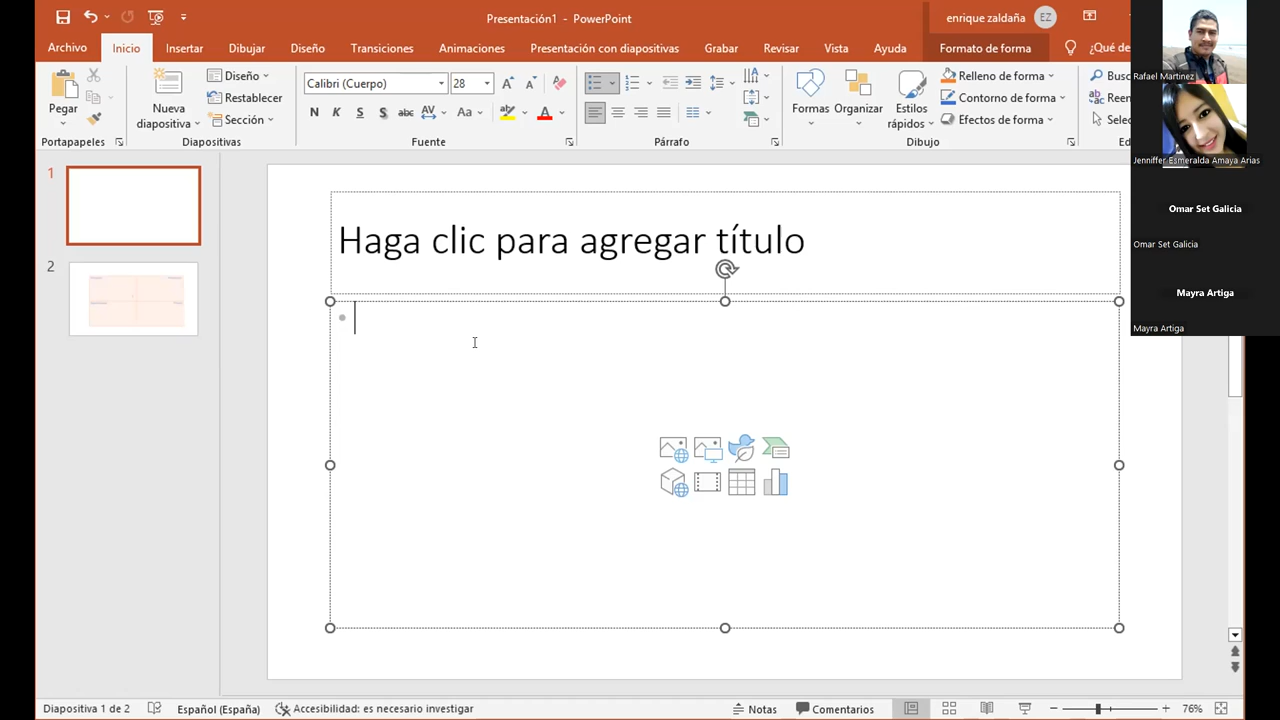 Presentación1 - PowerPoint
enrique zaldaña
EZ
Archivo
Inicio
Insertar
Dibujar
Diseño
Transiciones
Animaciones
Presentación con diapositivas
Grabar
Revisar
Vista
Ayuda
Formato de forma
¿Qué de
Pegar
Nueva
diapositiva
Diseño
Restablecer
Sección
Calibri (Cuerpo)
28
N K S S abc AV Aa A
Formas
Organizar
Estilos
rápidos
Relleno de forma
Contorno de forma
Efectos de forma
Busc
Reen
Selec
Portapapeles
Diapositivas
Fuente
Párrafo
Dibujo
Ed
Rafael Martinez
Jenniffer Esmeralda Amaya Arias
Omar Set Galicia
Omar Set Galicia
Mayra Artiga
Mayra Artiga
1
2
Haga clic para agregar título
Diapositiva 1 de 2
Español (España)
Accesibilidad: es necesario investigar
Notas
Comentarios
76%